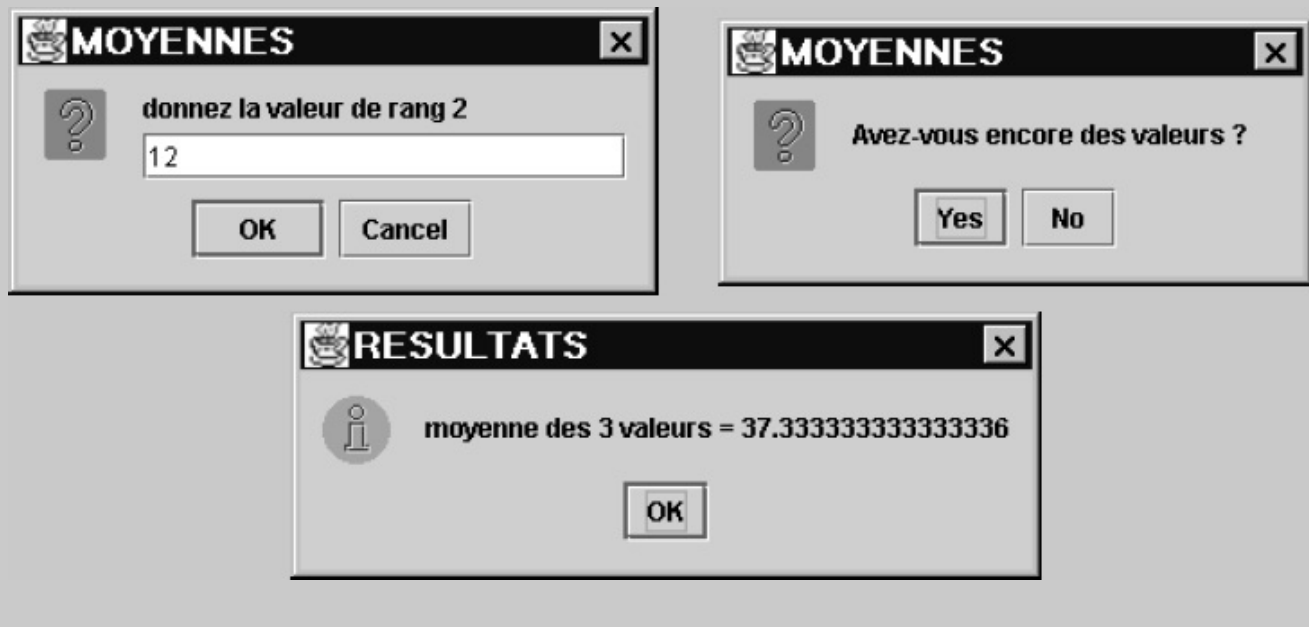 MOYENNES
donnez la valeur de rang 2
12
OK
Cancel
MOYENNES
Avez-vous encore des valeurs ?
Yes
No
RESULTATS
moyenne des 3 valeurs = 37.333333333333336
OK